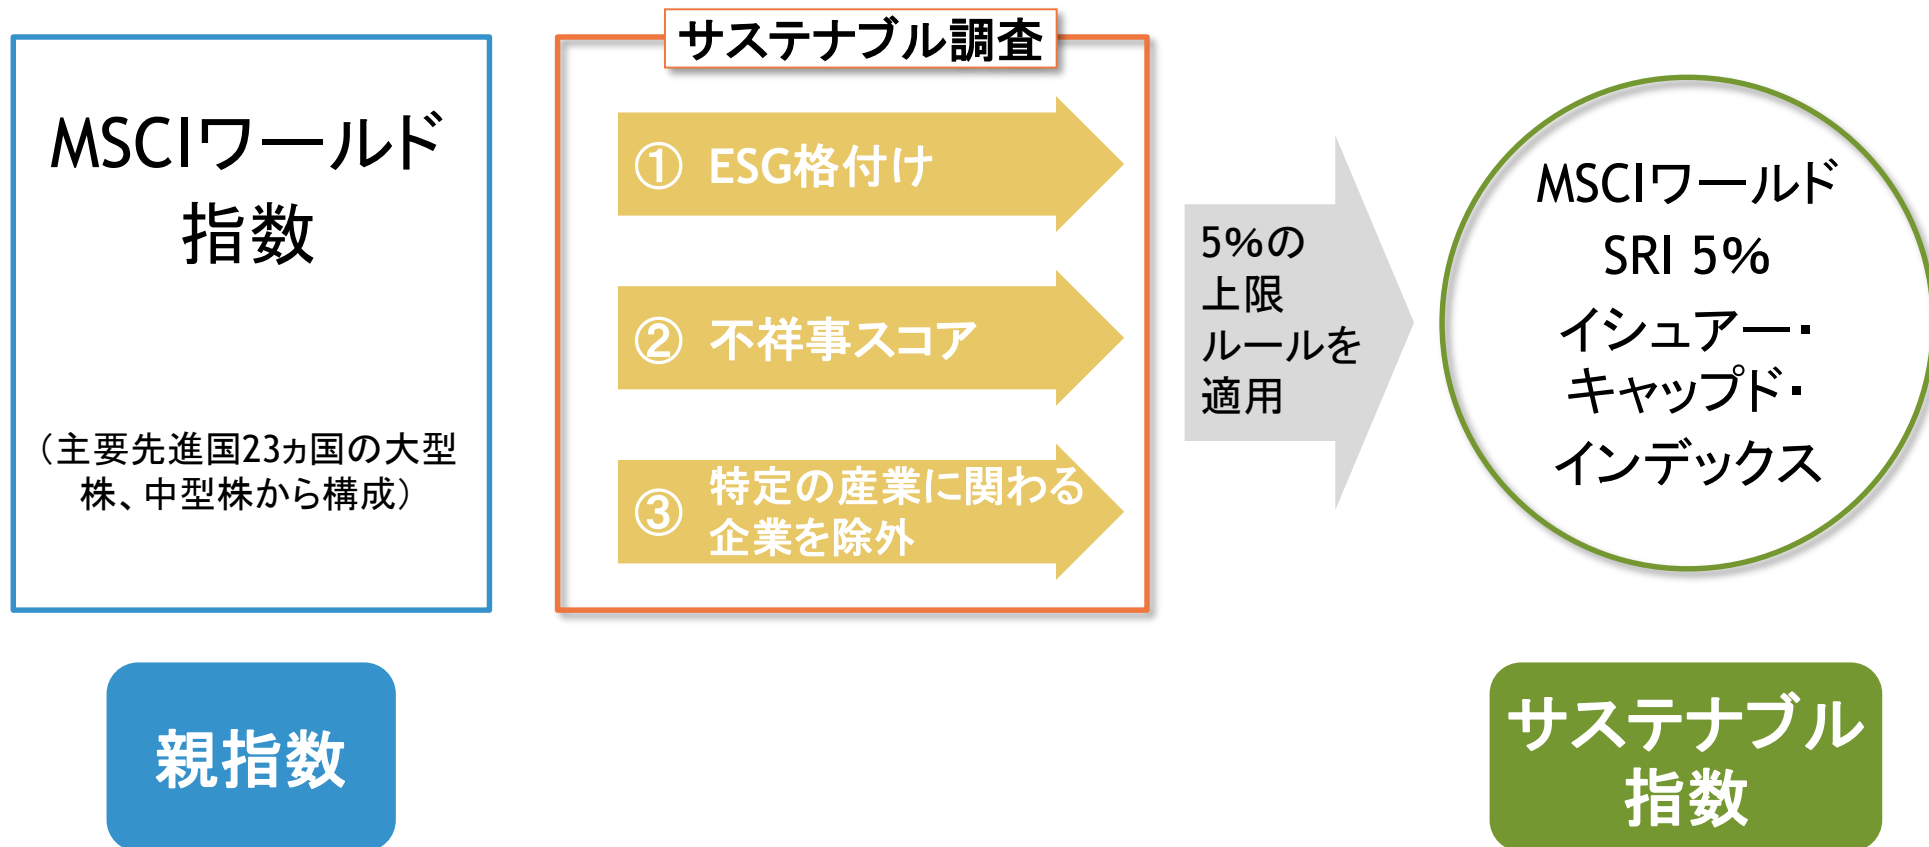 MSCIワールド
指数
（主要先進国23ヵ国の大型
株、中型株から構成）
親指数
サステナブル調査
① ESG格付け
② 不祥事スコア
③ 特定の産業に関わる
企業を除外
5%の
上限
ルールを
適用
MSCIワールド
SRI 5%
イシュアー・
キャップド・
インデックス
サステナブル
指数